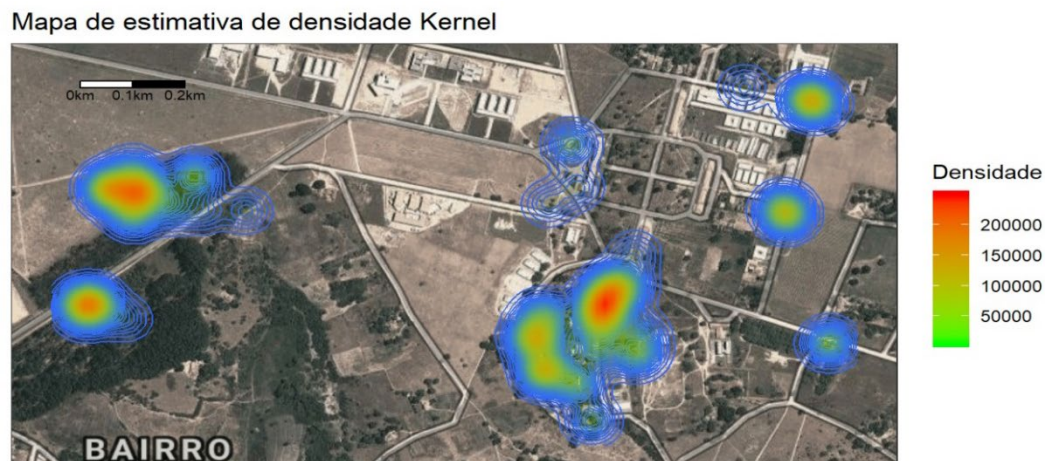 Mapa de estimativa de densidade Kernel
0km 0.1km 0.2km
Densidade
200000
150000
100000
50000
BAIRRO